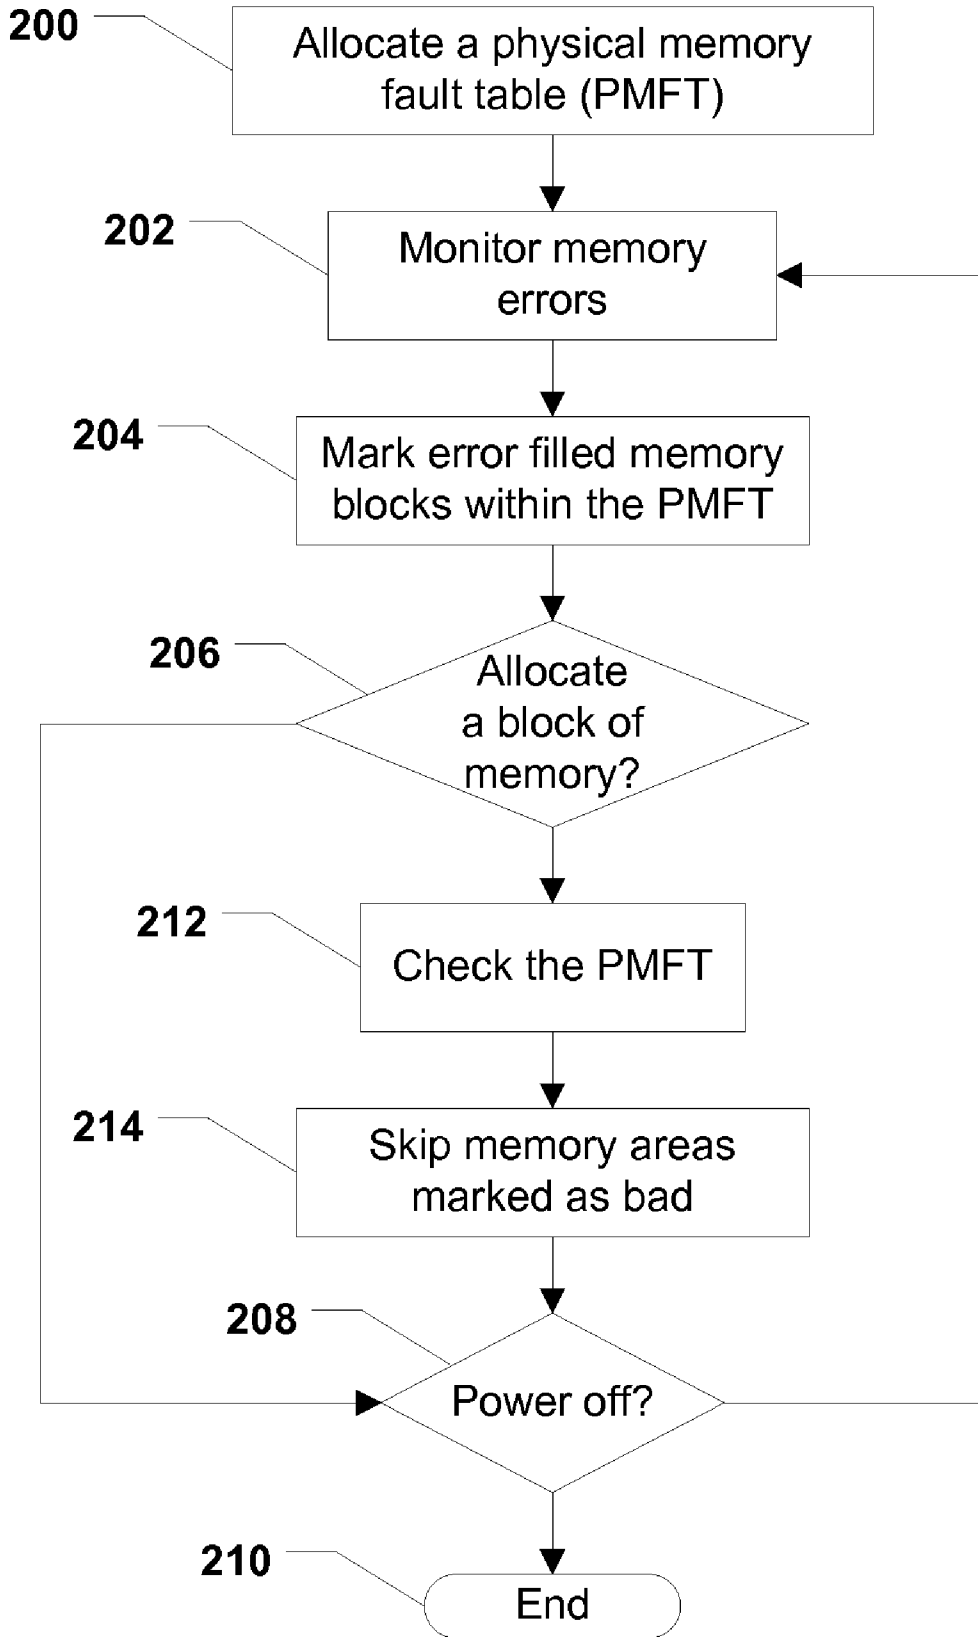 200
Allocate a physical memory
fault table (PMFT)
202
Monitor memory
errors
204
Mark error filled memory
blocks within the PMFT
206
Allocate
a block of
memory?
212
Check the PMFT
214
Skip memory areas
marked as bad
208
Power off?
210
End